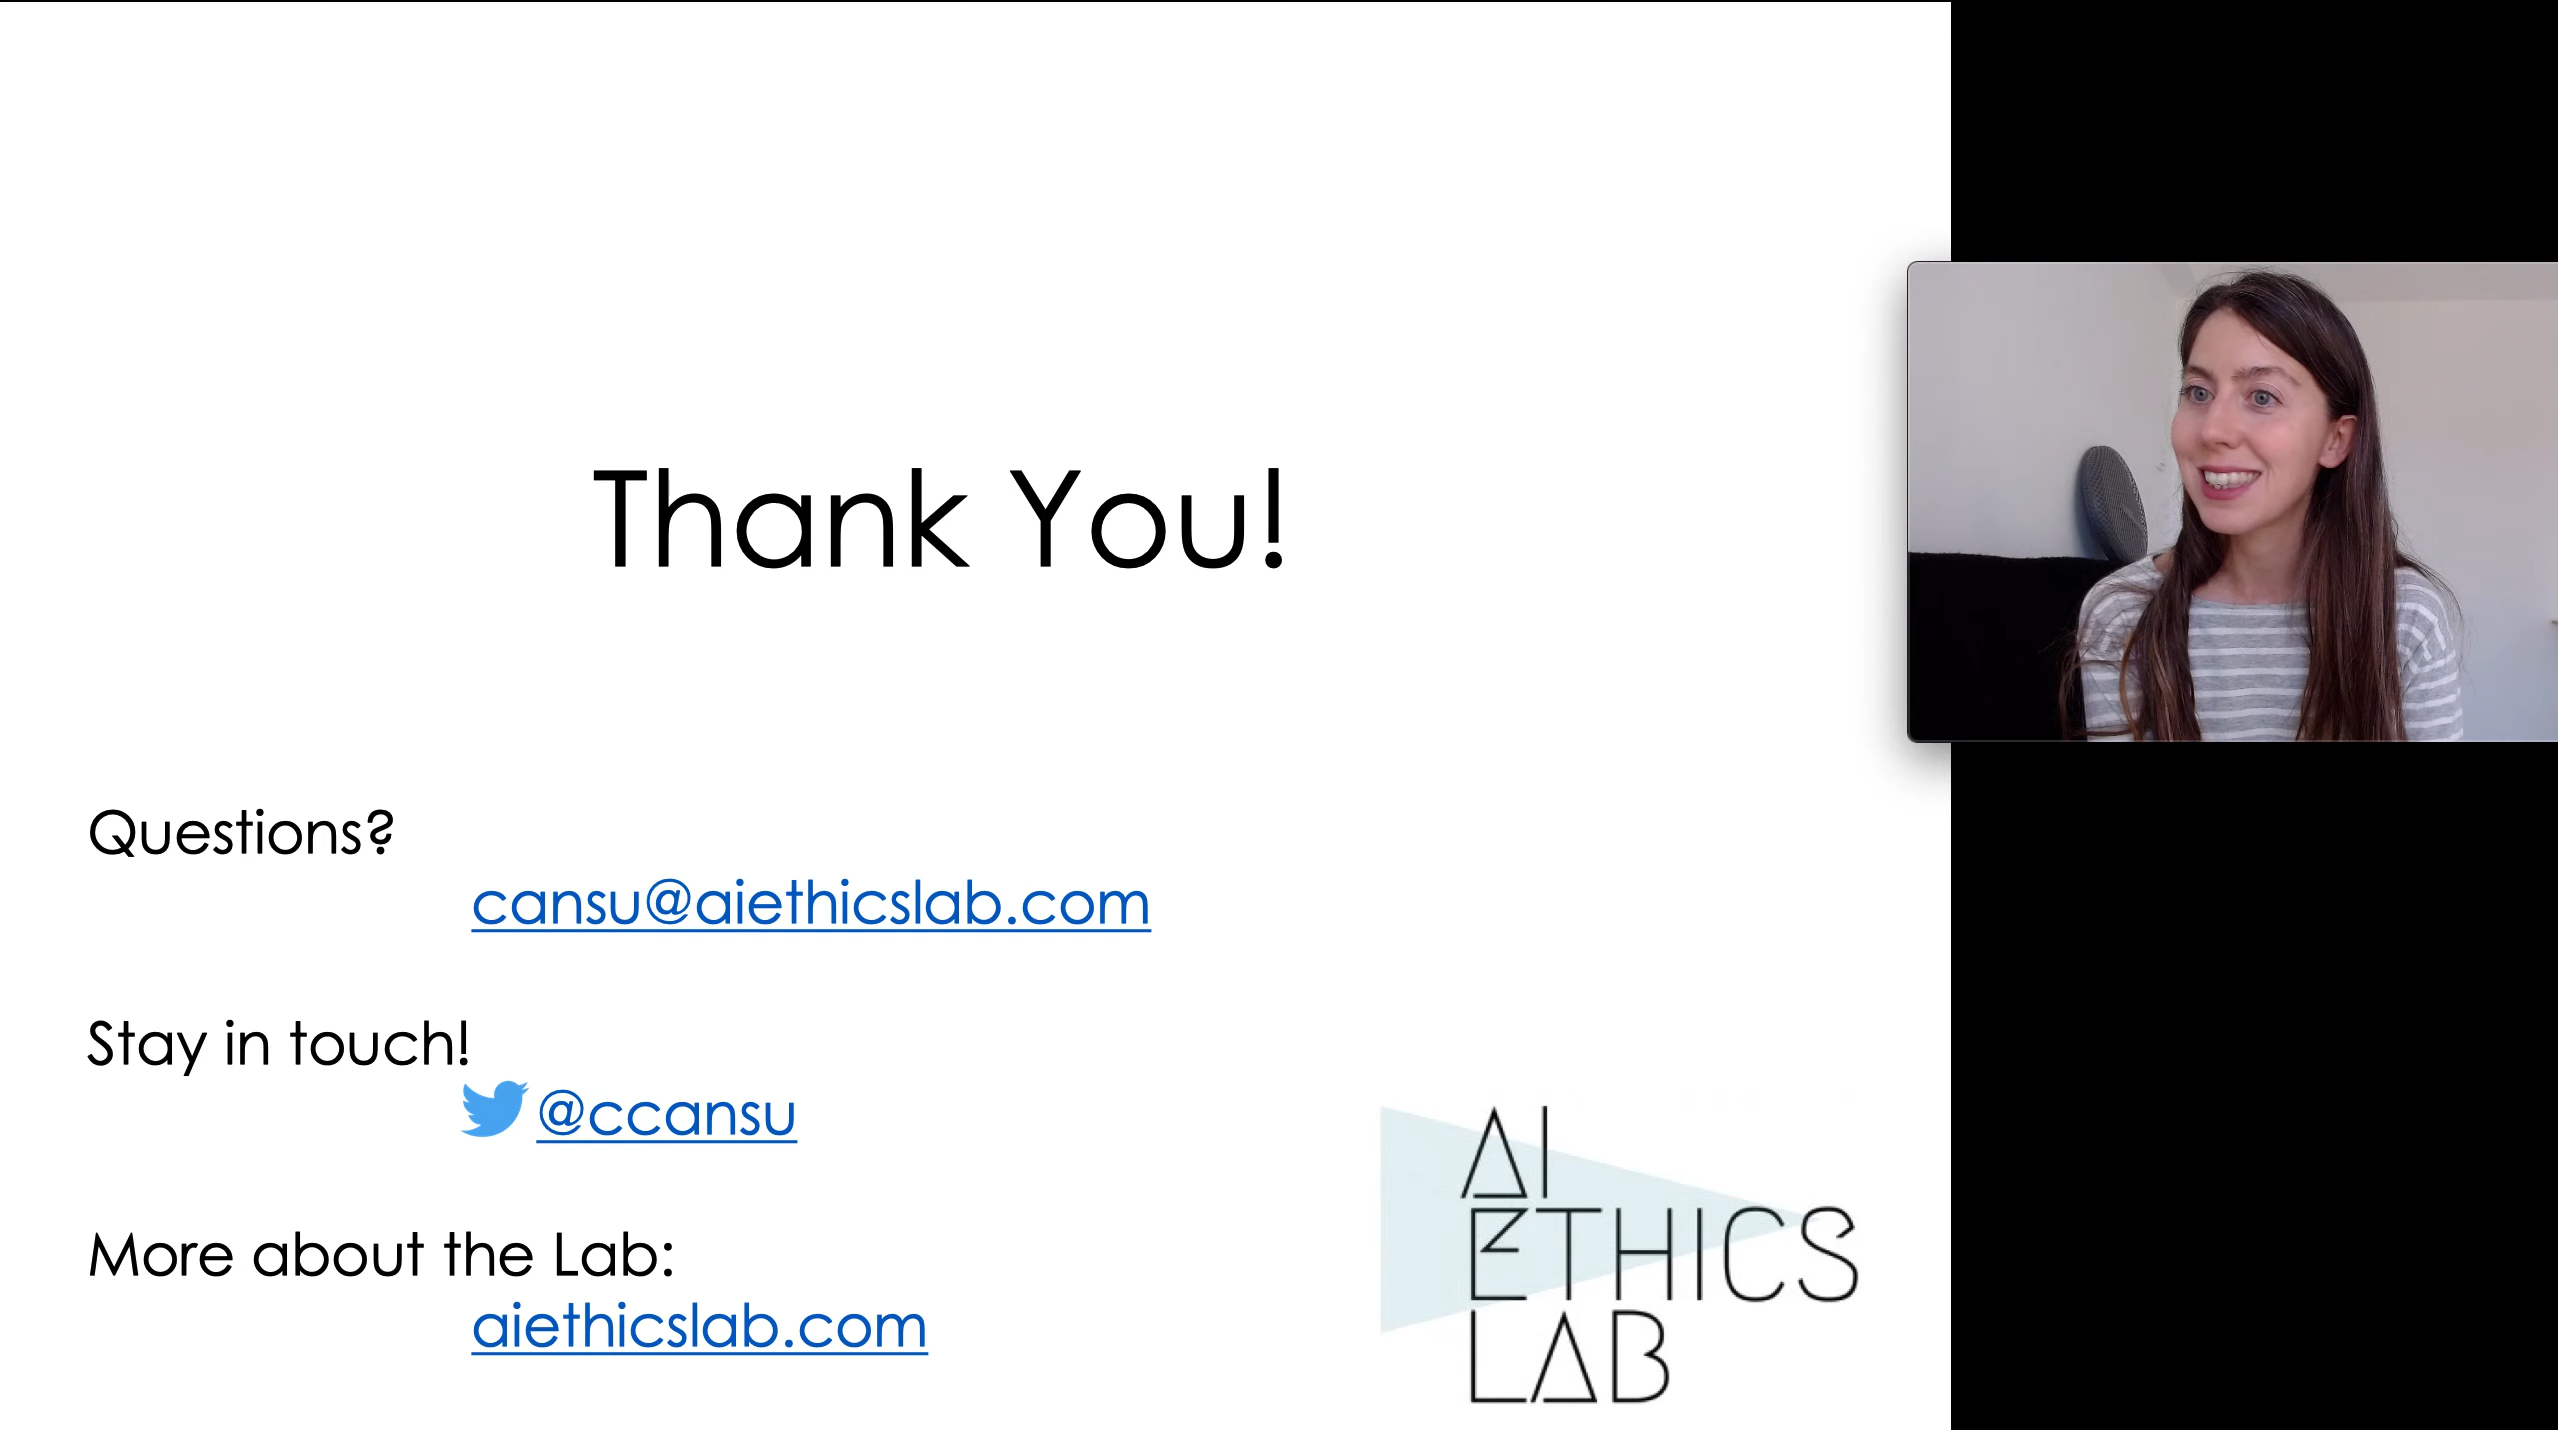 Thank You!
Questions?
cansu@aiethicslab.com
Stay in touch!
@ccansu
More about the Lab:
aiethicslab.com
AI
ETHICS
LAB